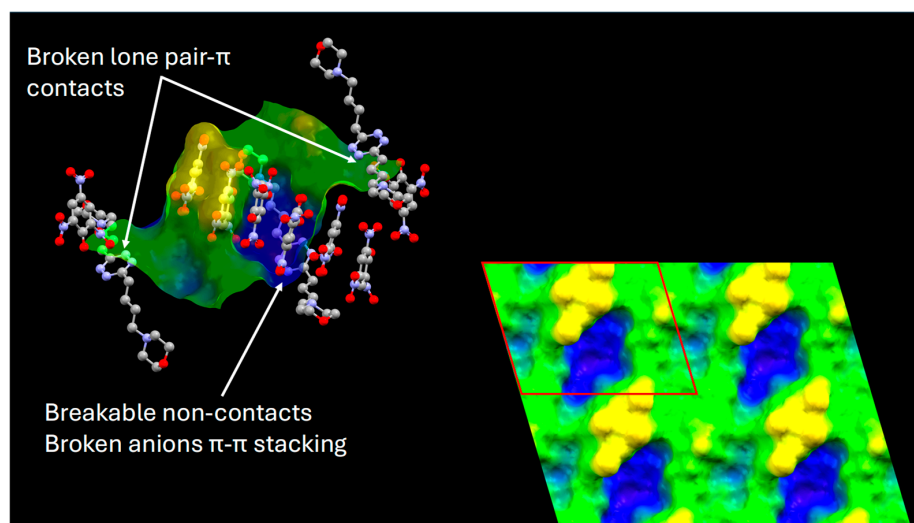 Broken lone pair-π
contacts
Breakable non-contacts
Broken anions π-π stacking